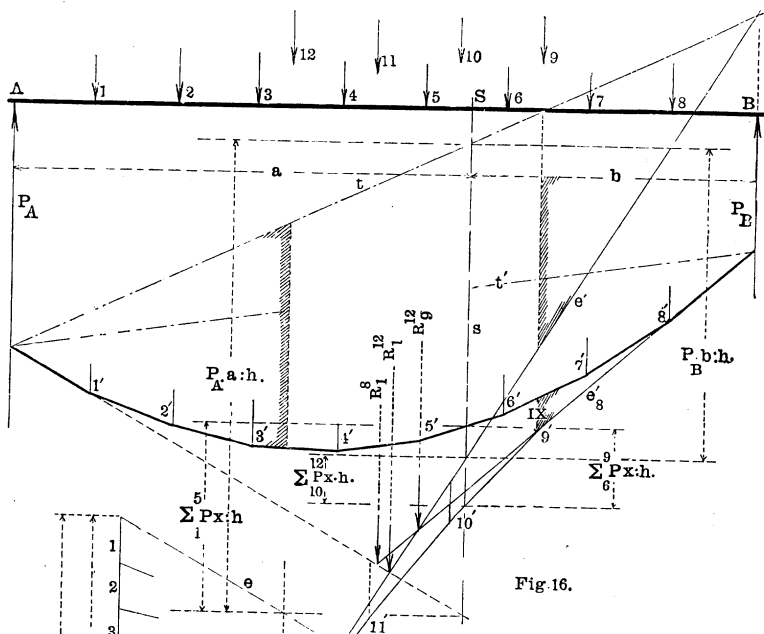 12
11
10
9
A
1
2
3
4
5
S
6
7
8
B
a
b
t
P_A
P_B
t'
e'
s
R_9^12
R_1^12
R_1^8
P_A.a:h.
P_B b:h.
1'
2'
3'
4'
5'
6'
7'
8'
e'_8
IX
9'
Σ_10^12 Px.h.
Σ_6^9 Px:h.
Σ_1^5 Px:h
10'
1
2
3
e
11
Fig.16.